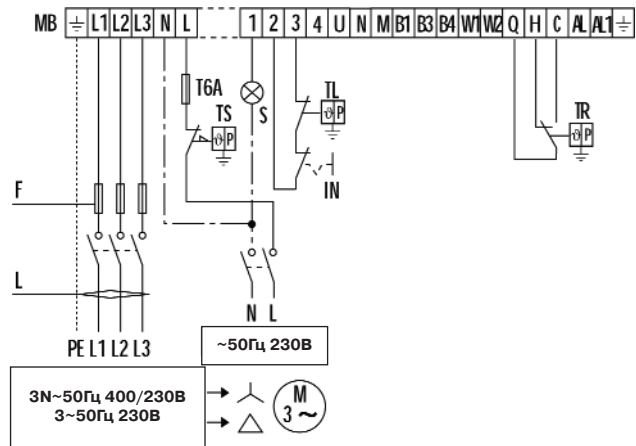 MB ⏚ L1 L2 L3 N L 1 2 3 4 U N M B1 B3 B4 W1 W2 Q H C AL AL1 ⏚
T6A
TS
S
TL
TR
ϑ P
ϑ P
ϑ P
IN
F
L
N L
PE L1 L2 L3
~50Гц 230В
3N~50Гц 400/230В
3~50Гц 230В
M
3 ~